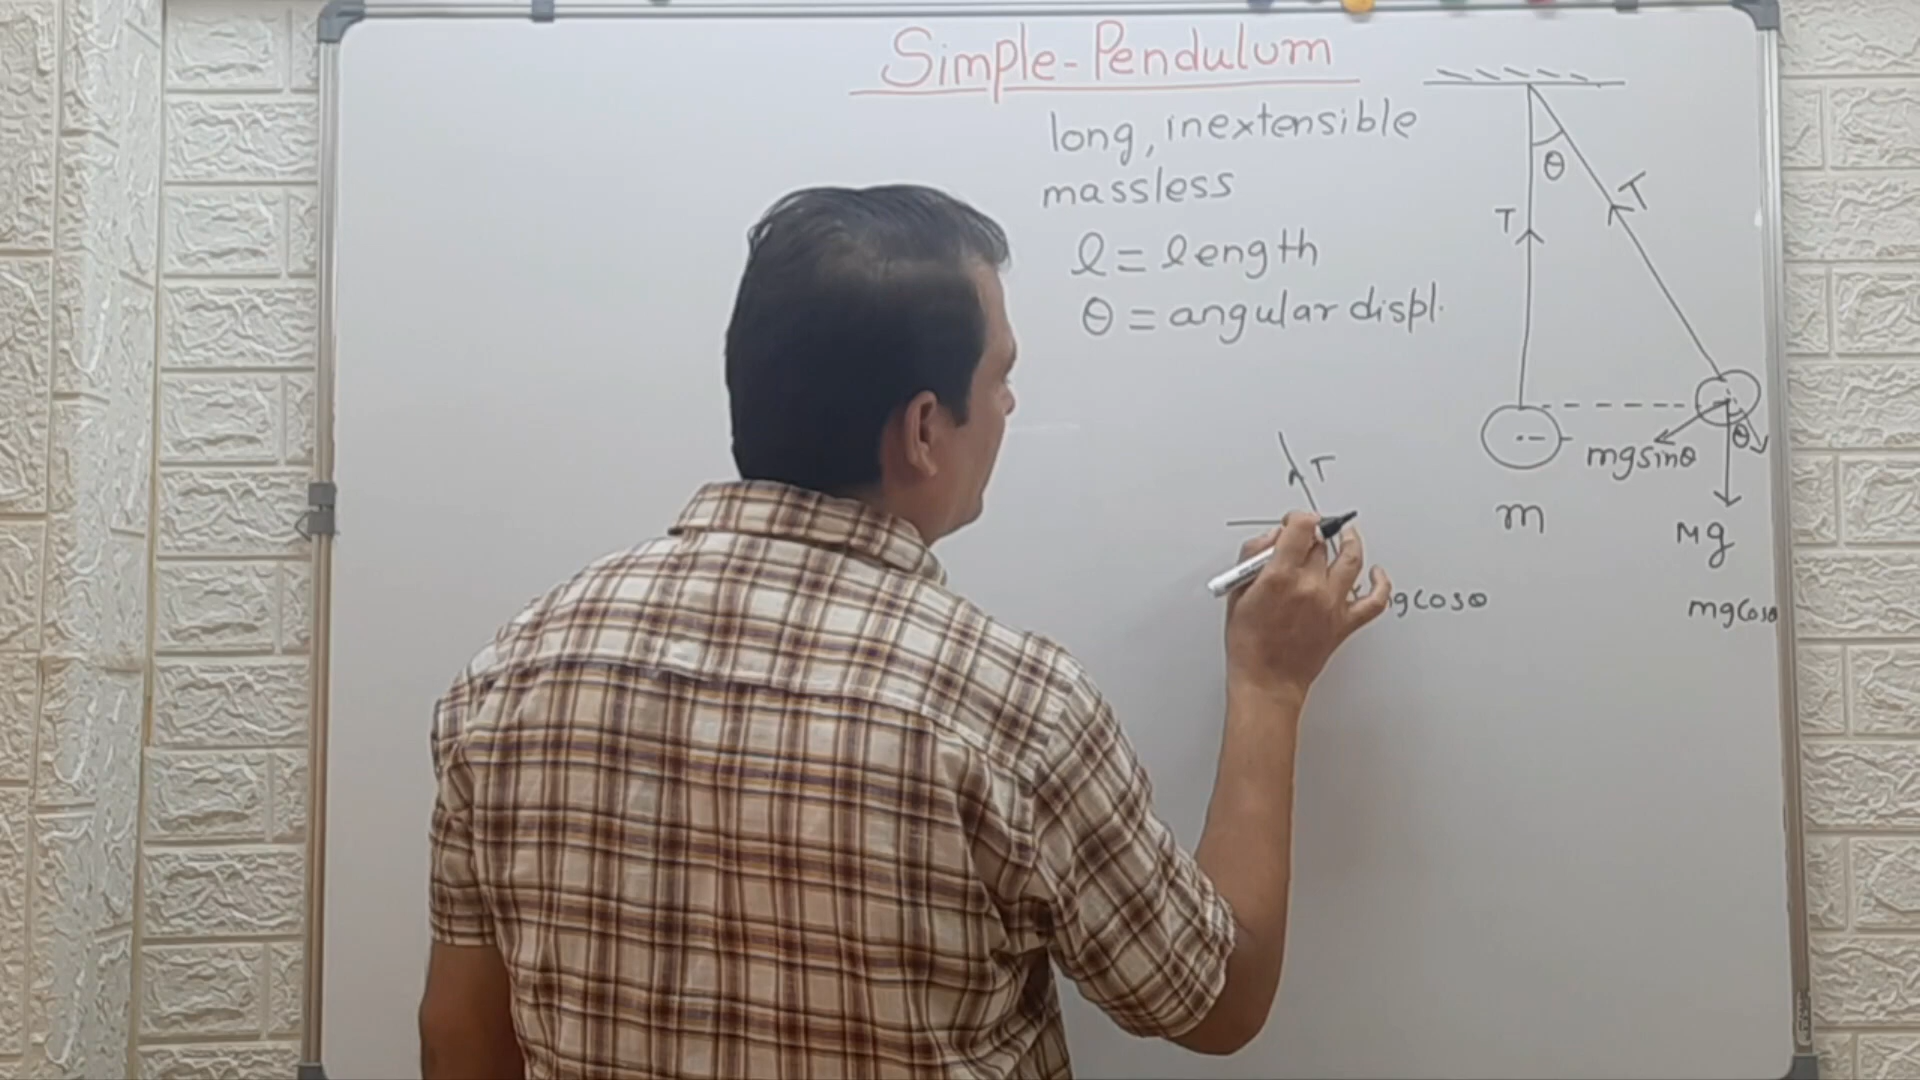 Simple-Pendulum
long, inextensible
massless
l = length
θ = angular displ.
θ
T
T
θ
mgsinθ
m
Mg
mgCosθ
T
mgCosθ